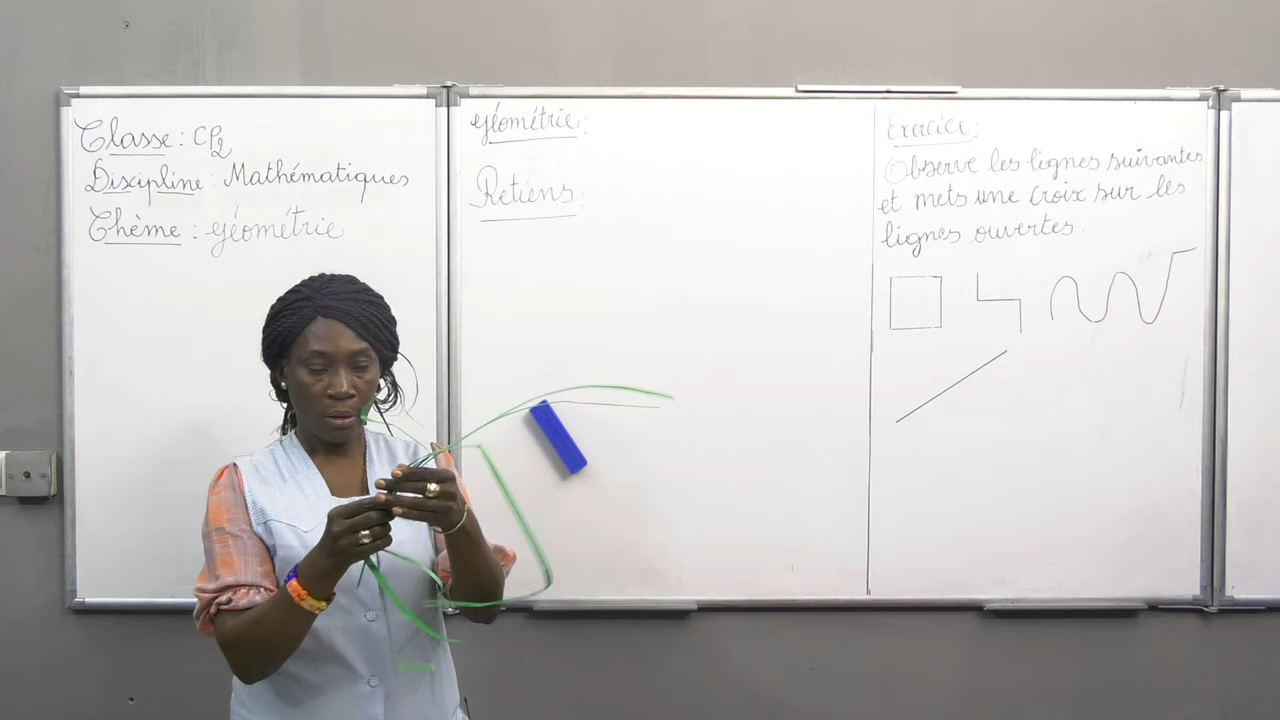 Classe : CP2
Discipline : Mathématiques
Thème : géométrie
géométrie :
Retiens :
Exercice :
Observe les lignes suivantes
et mets une croix sur les
lignes ouvertes.